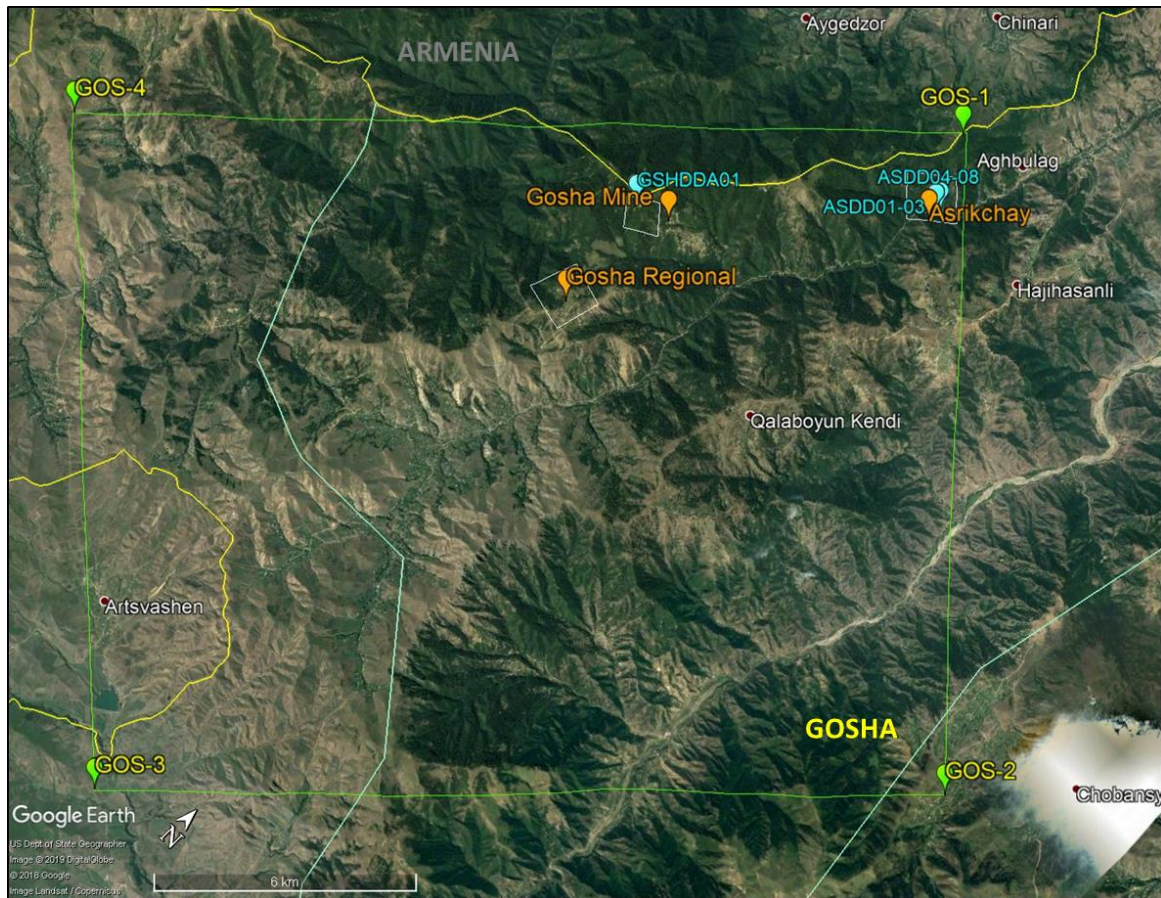 Aygedzor
Chinari
ARMENIA
GOS-4
GOS-1
Aghbulag
GSHDDA01
ASDD04-08
Gosha Mine
ASDD01-03
Asrikchay
Gosha Regional
Hajihasanli
Qalaboyun Kendi
Artsvashen
GOSHA
GOS-3
GOS-2
Chobansy
Google Earth
N
US Dept of State Geographer
Image © 2019 DigitalGlobe
© 2018 Google
Image Landsat / Copernicus
6 km